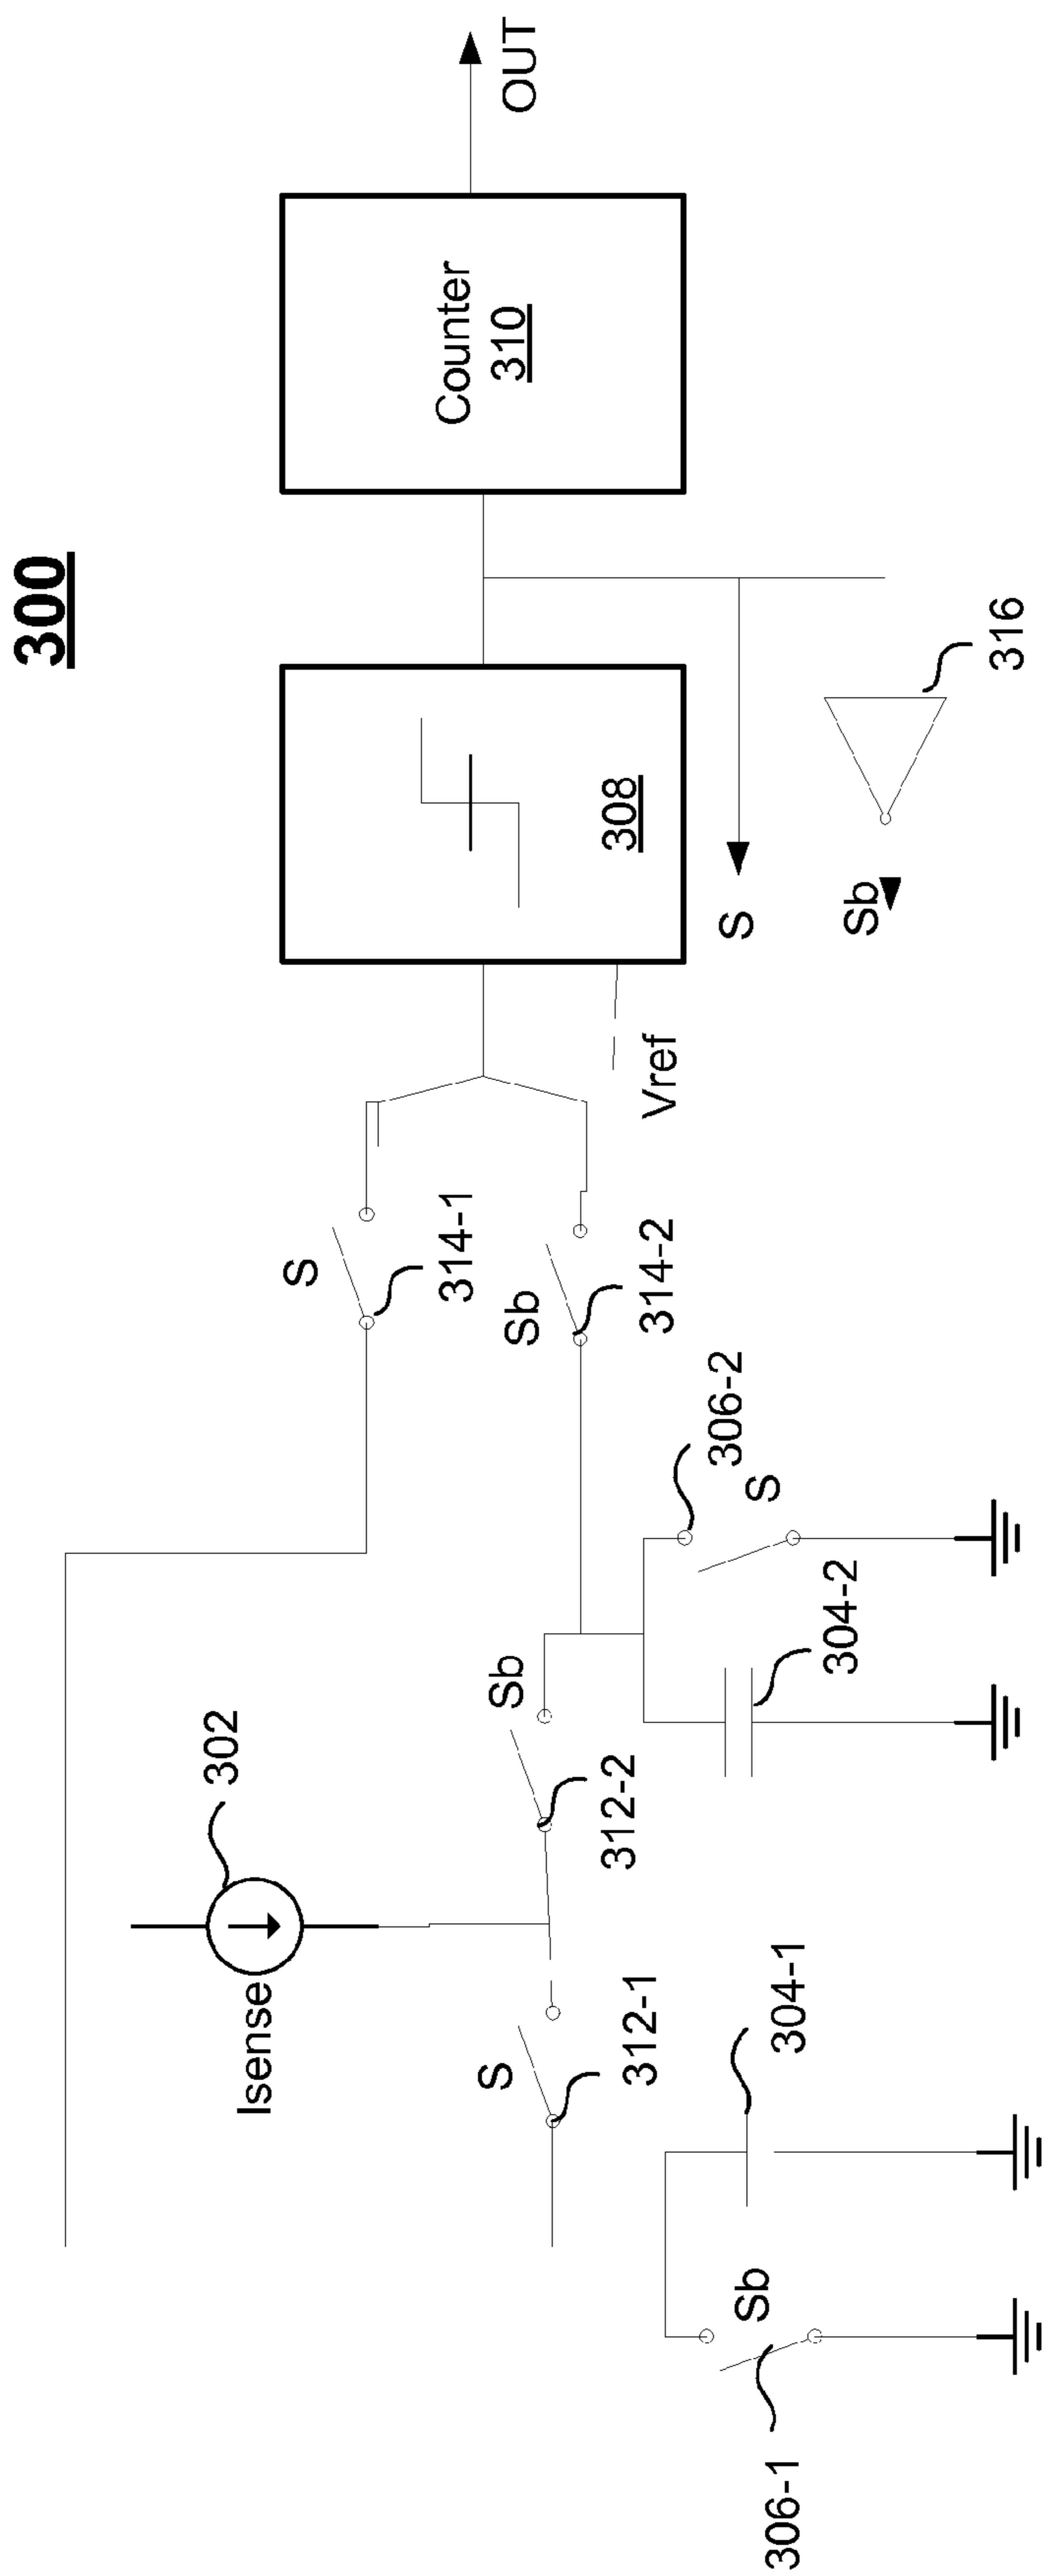 300
Isense
302
S
312-1
Sb
312-2
S
314-1
Sb
314-2
Vref
308
Counter
310
OUT
S
Sb
316
306-1
Sb
304-1
304-2
306-2
S